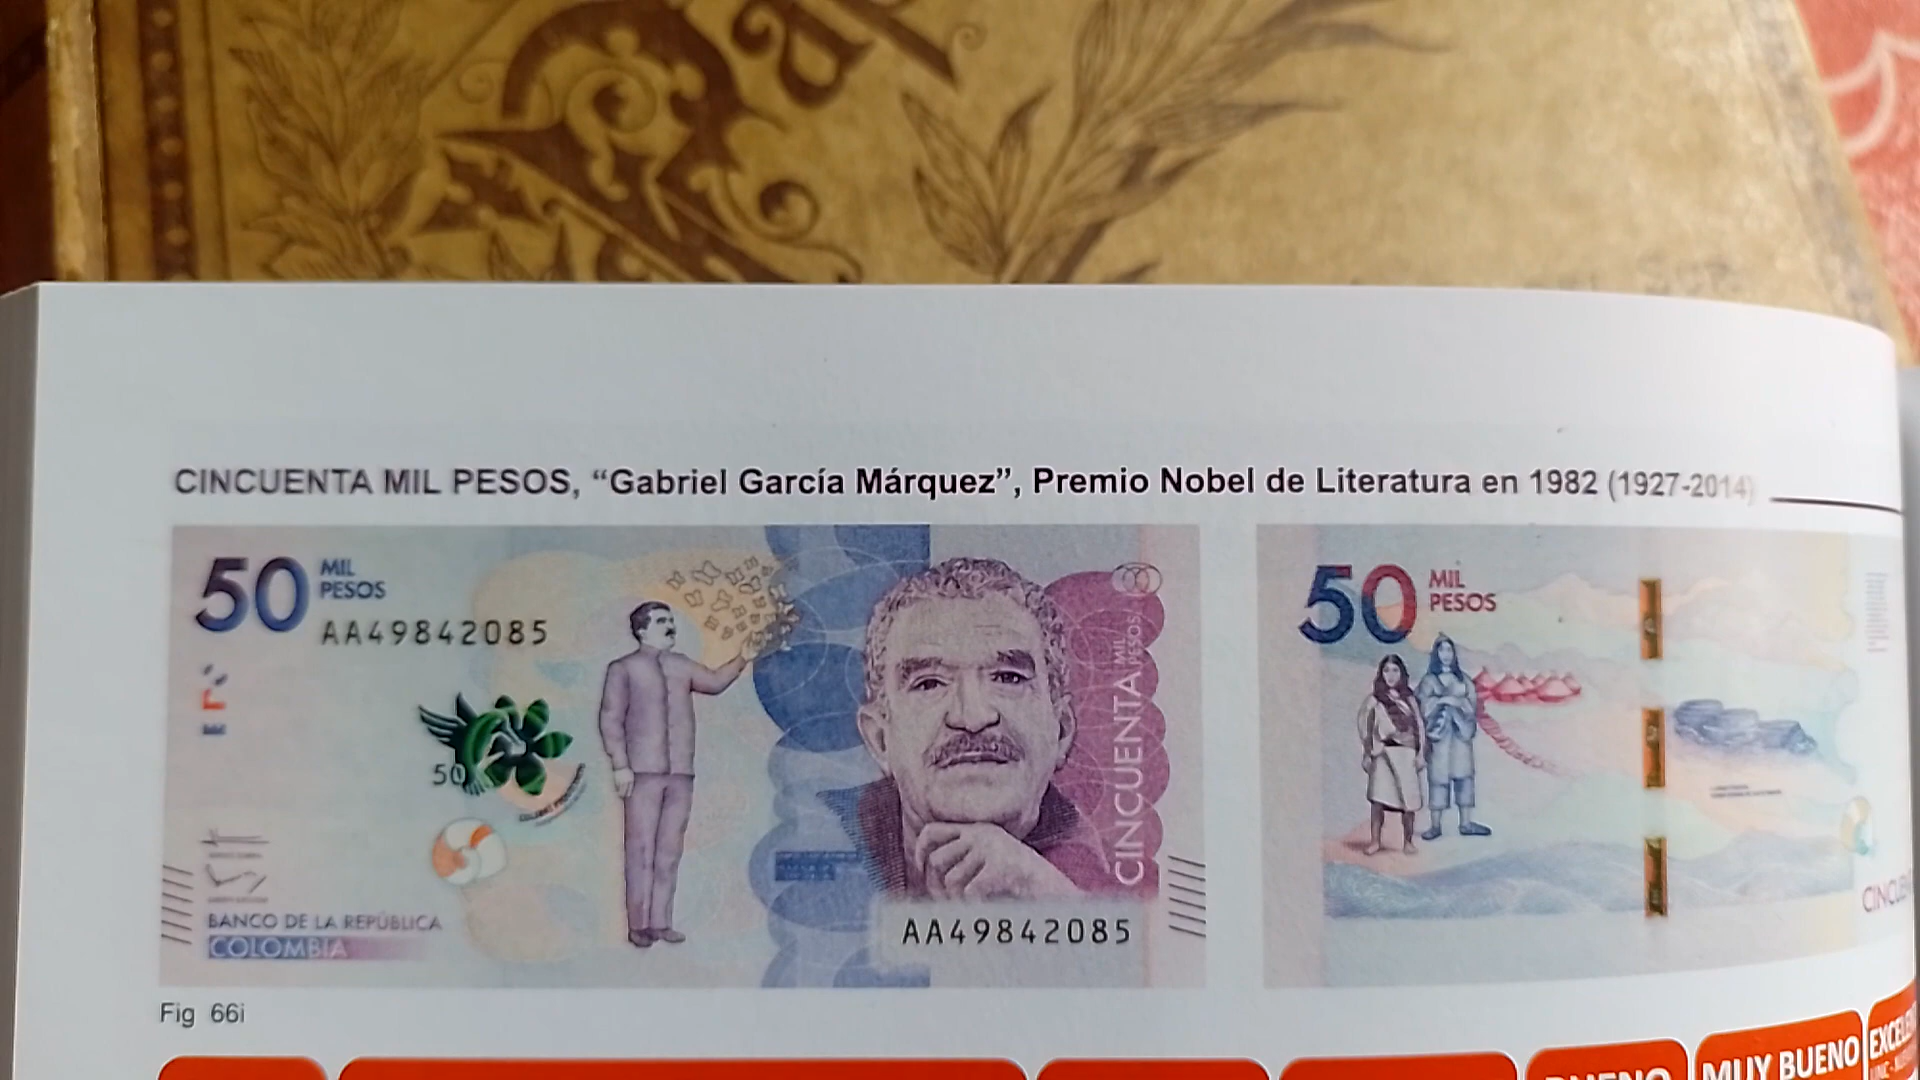 CINCUENTA MIL PESOS, “Gabriel García Márquez”, Premio Nobel de Literatura en 1982 (1927-2014)
50 MIL
PESOS
AA49842085
50
BANCO DE LA REPÚBLICA
COLOMBIA
CINCUENTA MIL
PESOS
AA49842085
50 MIL
PESOS
Fig 66i
BUENO
MUY BUENO